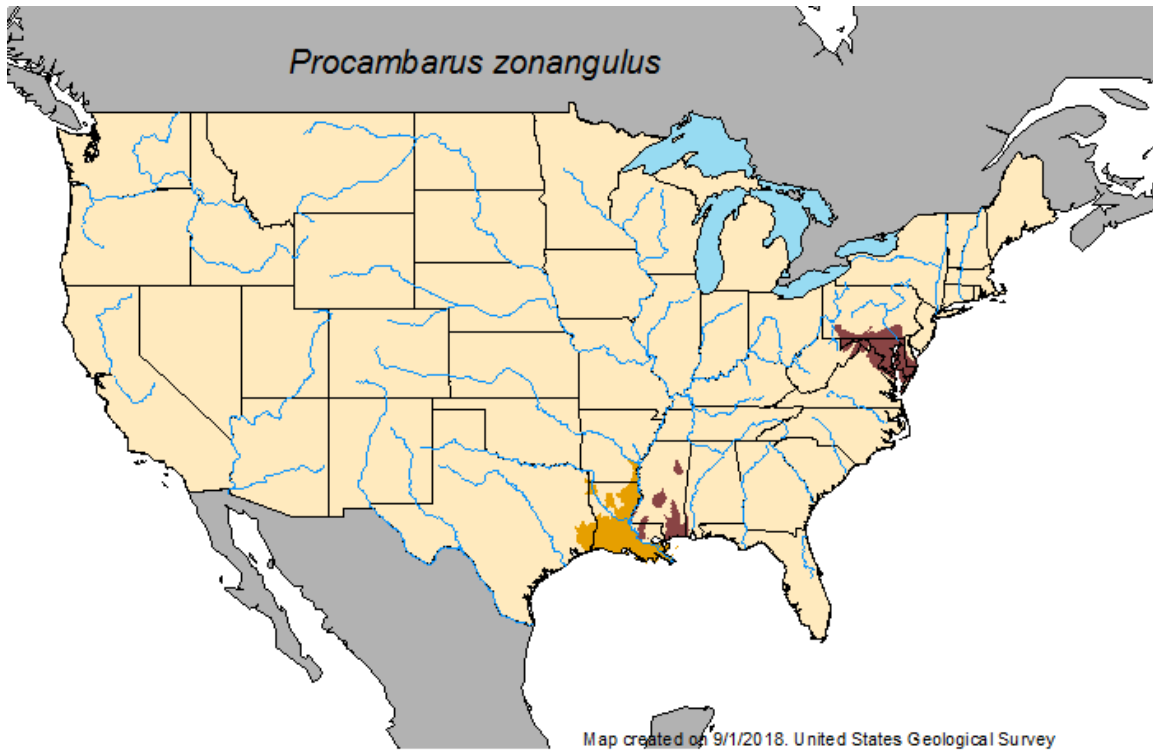 Procambarus zonangulus
Map created on 9/1/2018. United States Geological Survey